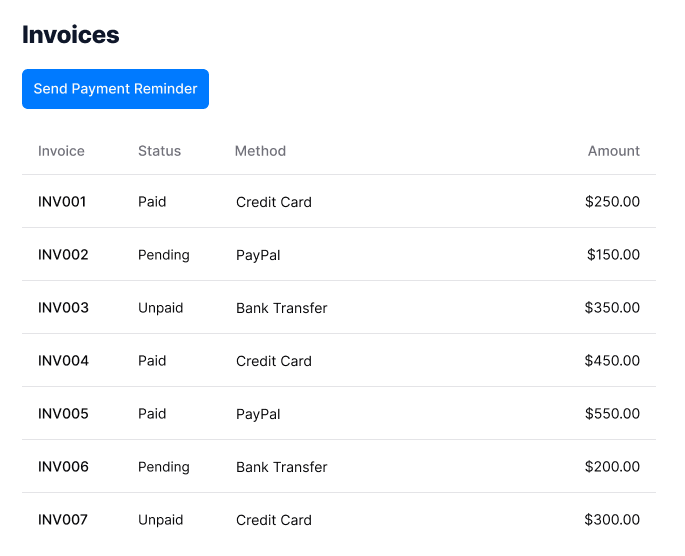 Invoices
Send Payment Reminder
Invoice Status Method Amount
INV001 Paid Credit Card $250.00
INV002 Pending PayPal $150.00
INV003 Unpaid Bank Transfer $350.00
INV004 Paid Credit Card $450.00
INV005 Paid PayPal $550.00
INV006 Pending Bank Transfer $200.00
INV007 Unpaid Credit Card $300.00